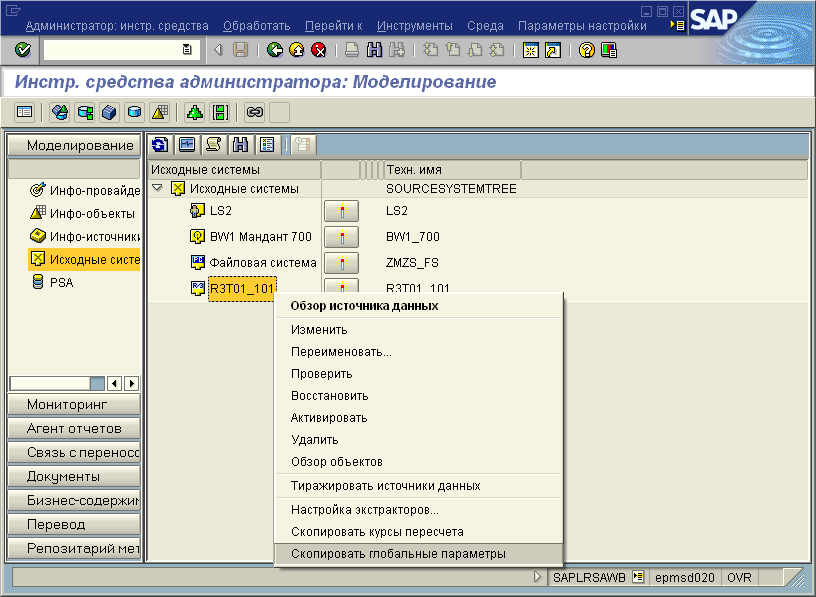 Администратор: инстр. средства Обработать Перейти к Инструменты Среда Параметры настройки
SAP
Инстр. средства администратора: Моделирование
Моделирование
Инфо-провайде
Инфо-объекты
Инфо-источники
Исходные систе
PSA
Мониторинг
Агент отчетов
Связь с переносо
Документы
Бизнес-содержим
Перевод
Репозитарий мет
Исходные системы Техн. имя
Исходные системы SOURCESYSTEMTREE
LS2 LS2
BW1 Мандант 700 BW1_700
Файловая система ZMZS_FS
R3T01_101 R3T01_101
Обзор источника данных
Изменить
Переименовать...
Проверить
Восстановить
Активировать
Удалить
Обзор объектов
Тиражировать источники данных
Настройка экстракторов...
Скопировать курсы пересчета
Скопировать глобальные параметры
SAPLRSAWB epmsd020 OVR